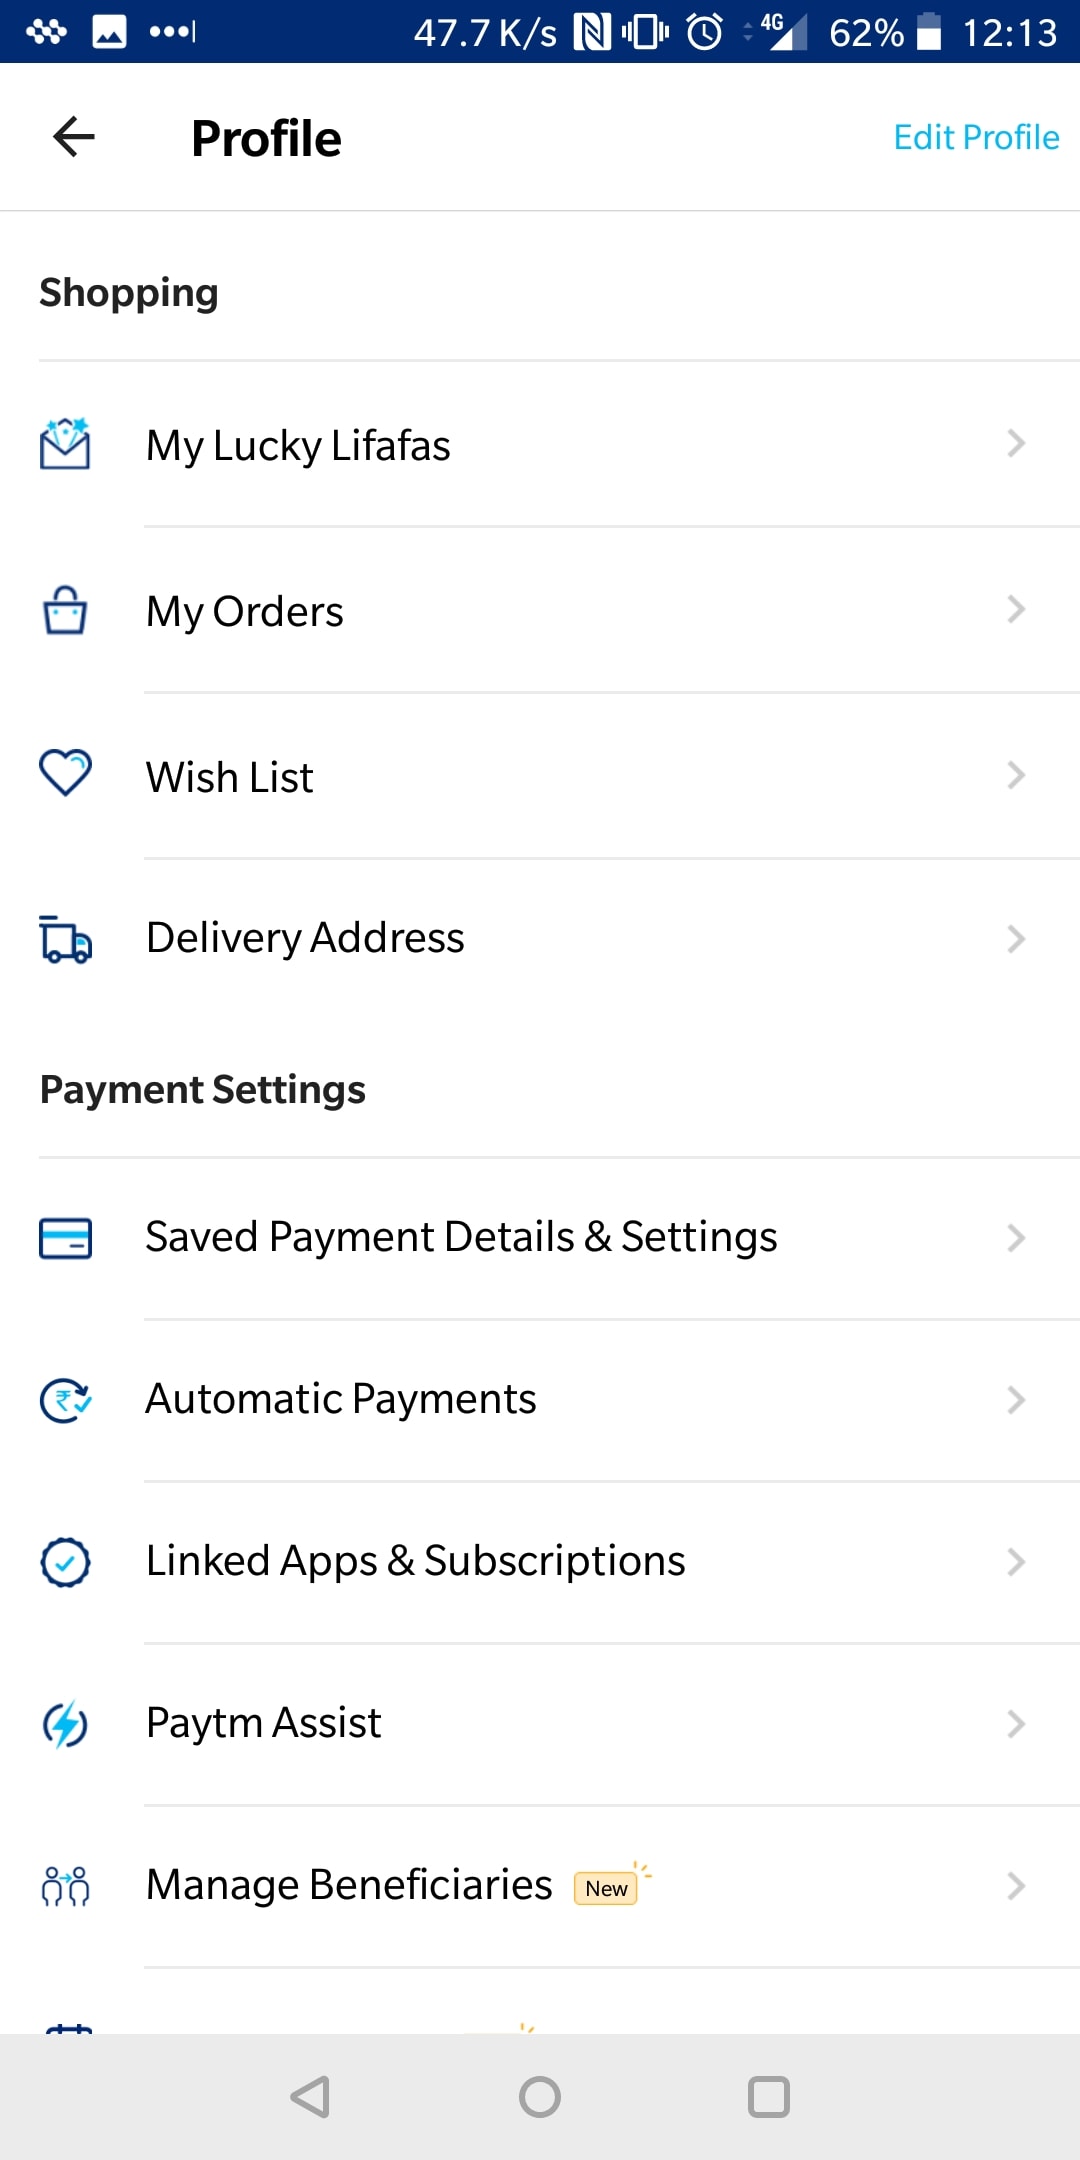 47.7 K/s 4G 62% 12:13
Profile Edit Profile
Shopping
My Lucky Lifafas
My Orders
Wish List
Delivery Address
Payment Settings
Saved Payment Details & Settings
Automatic Payments
Linked Apps & Subscriptions
Paytm Assist
Manage Beneficiaries New